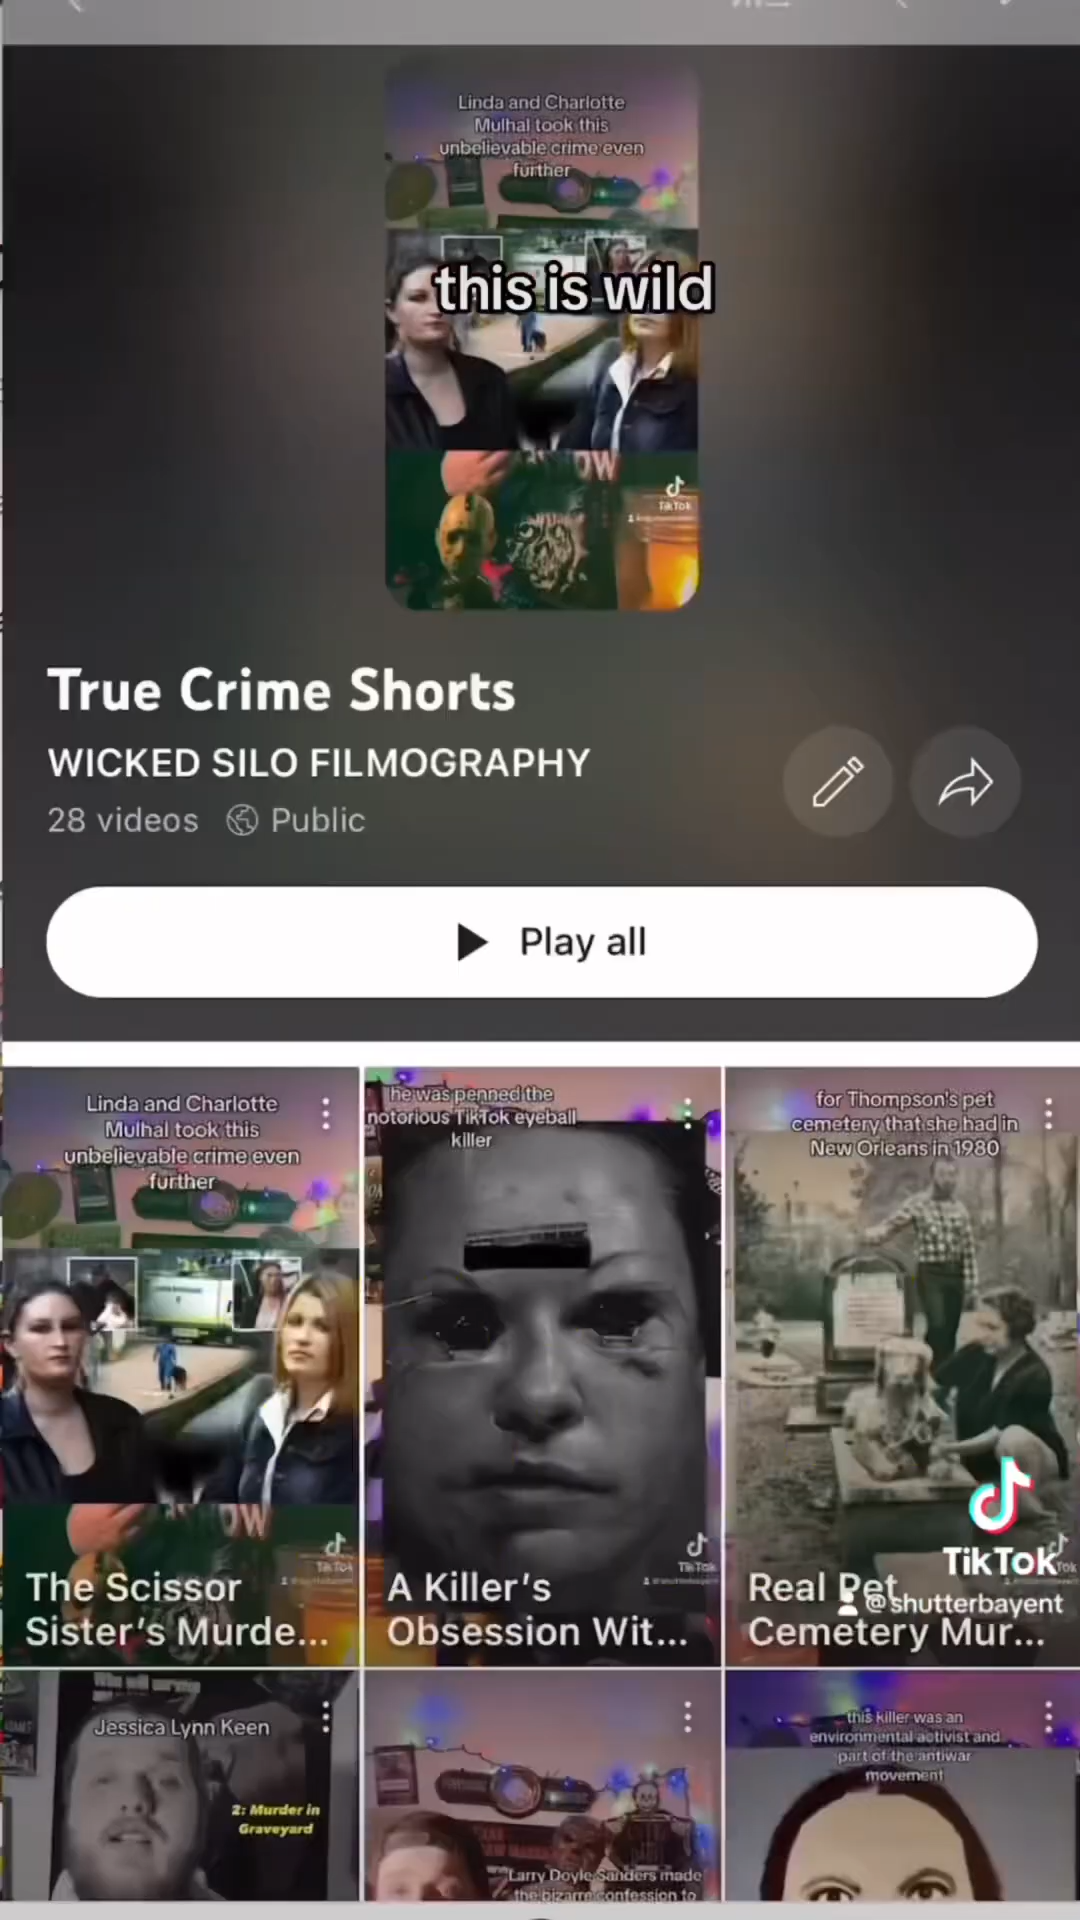 Linda and Charlotte
Mulhal took this
unbelievable crime even
further
this is wild
TikTok
True Crime Shorts
WICKED SILO FILMOGRAPHY
28 videos Public
Play all
Linda and Charlotte
Mulhal took this
unbelievable crime even
further
TikTok
The Scissor
Sister's Murde...
he was penned the
notorious TikTok eyeball
killer
TikTok
A Killer's
Obsession Wit...
for Thompson's pet
cemetery that she had in
New Orleans in 1980
Real Pet
Cemetery Mur...
TikTok
@shutterbayent
Jessica Lynn Keen
2: Murder in
Graveyard
Larry Doyle Sanders made
the bizarre confession to
this killer was an
environmental activist and
part of the antiwar
movement